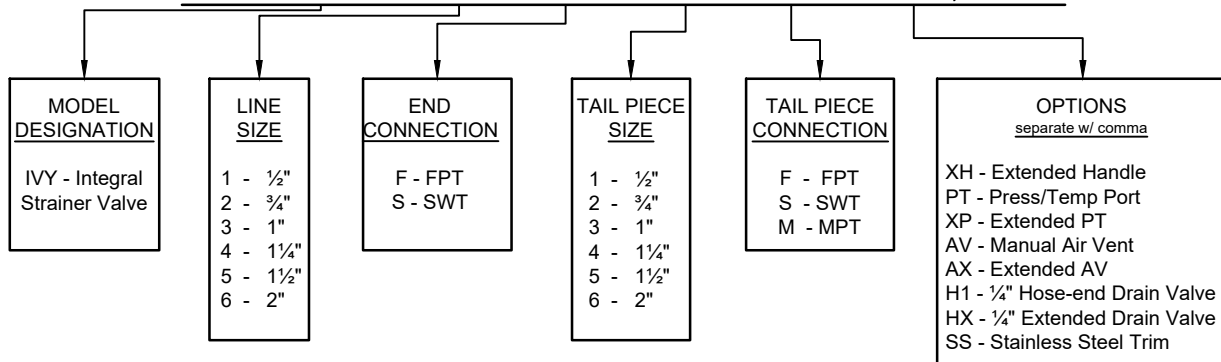 MODEL
DESIGNATION
IVY - Integral
Strainer Valve
LINE
SIZE
1 - ½"
2 - ¾"
3 - 1"
4 - 1¼"
5 - 1½"
6 - 2"
END
CONNECTION
F - FPT
S - SWT
TAIL PIECE
SIZE
1 - ½"
2 - ¾"
3 - 1"
4 - 1¼"
5 - 1½"
6 - 2"
TAIL PIECE
CONNECTION
F - FPT
S - SWT
M - MPT
OPTIONS
separate w/ comma
XH - Extended Handle
PT - Press/Temp Port
XP - Extended PT
AV - Manual Air Vent
AX - Extended AV
H1 - ¼" Hose-end Drain Valve
HX - ¼" Extended Drain Valve
SS - Stainless Steel Trim